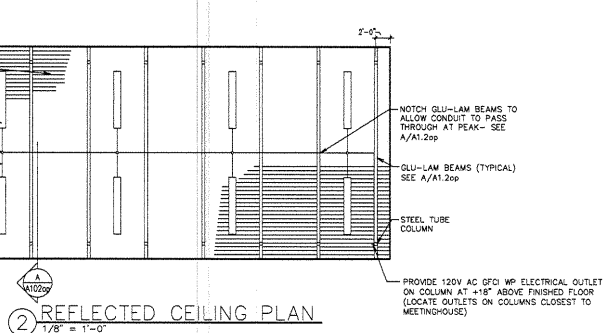 2'-0"
NOTCH GLU-LAM BEAMS TO
ALLOW CONDUIT TO PASS
THROUGH AT PEAK- SEE
A/A1.2op
GLU-LAM BEAMS (TYPICAL)
SEE A/A1.2op
STEEL TUBE
COLUMN
PROVIDE 120V AC GFCI WP ELECTRICAL OUTLET
ON COLUMN AT +18" ABOVE FINISHED FLOOR
(LOCATE OUTLETS ON COLUMNS CLOSEST TO
MEETINGHOUSE)
A
A102op
2 REFLECTED CEILING PLAN
1/8" = 1'-0"